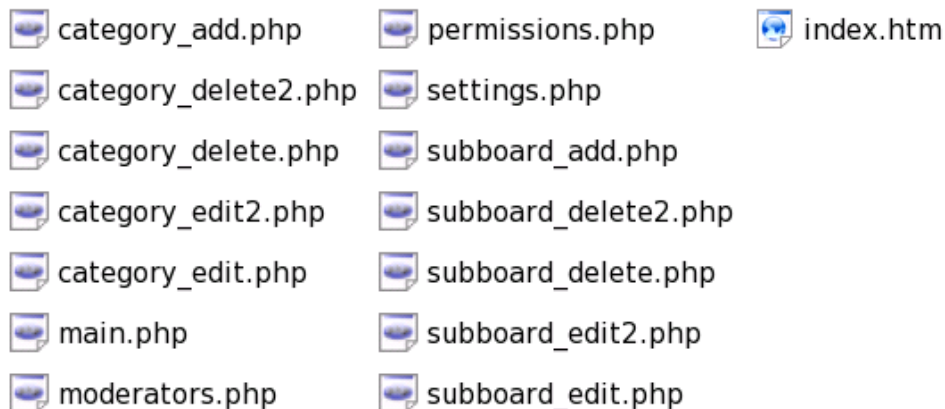 category_add.php
category_delete2.php
category_delete.php
category_edit2.php
category_edit.php
main.php
moderators.php
permissions.php
settings.php
subboard_add.php
subboard_delete2.php
subboard_delete.php
subboard_edit2.php
subboard_edit.php
index.htm